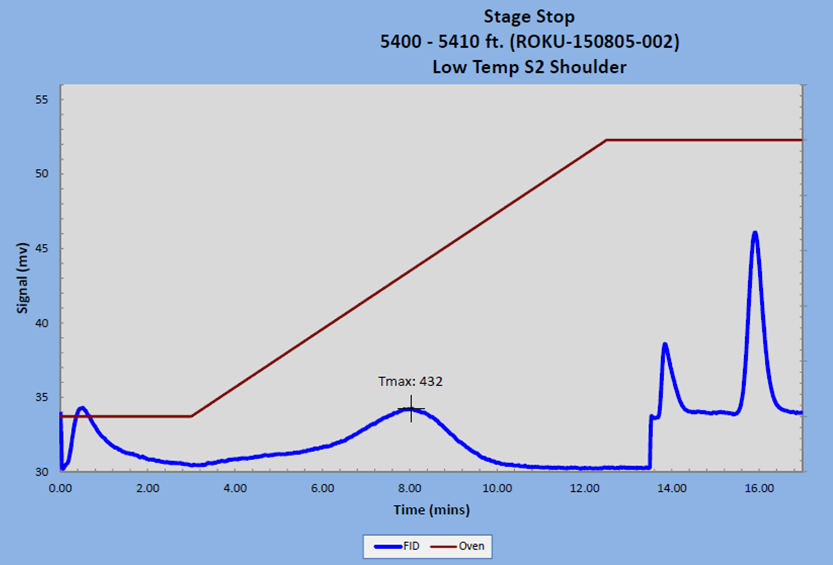 Stage Stop
5400 - 5410 ft. (ROKU-150805-002)
Low Temp S2 Shoulder
55
50
45
40
35
30
Signal (mv)
Tmax: 432
0.00 2.00 4.00 6.00 8.00 10.00 12.00 14.00 16.00
Time (mins)
FID Oven